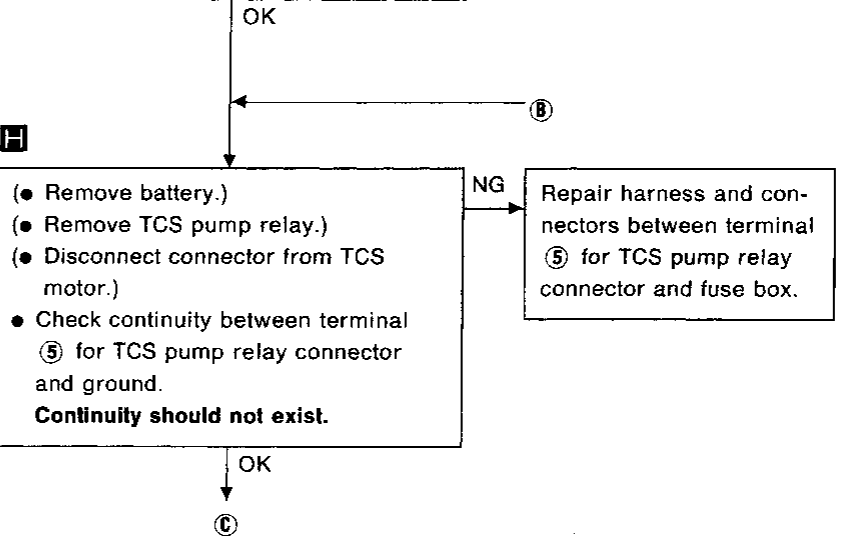 OK
Ⓑ
H
(● Remove battery.)
(● Remove TCS pump relay.)
(● Disconnect connector from TCS
motor.)
● Check continuity between terminal
⑤ for TCS pump relay connector
and ground.
Continuity should not exist.
NG
Repair harness and con-
nectors between terminal
⑤ for TCS pump relay
connector and fuse box.
OK
Ⓒ